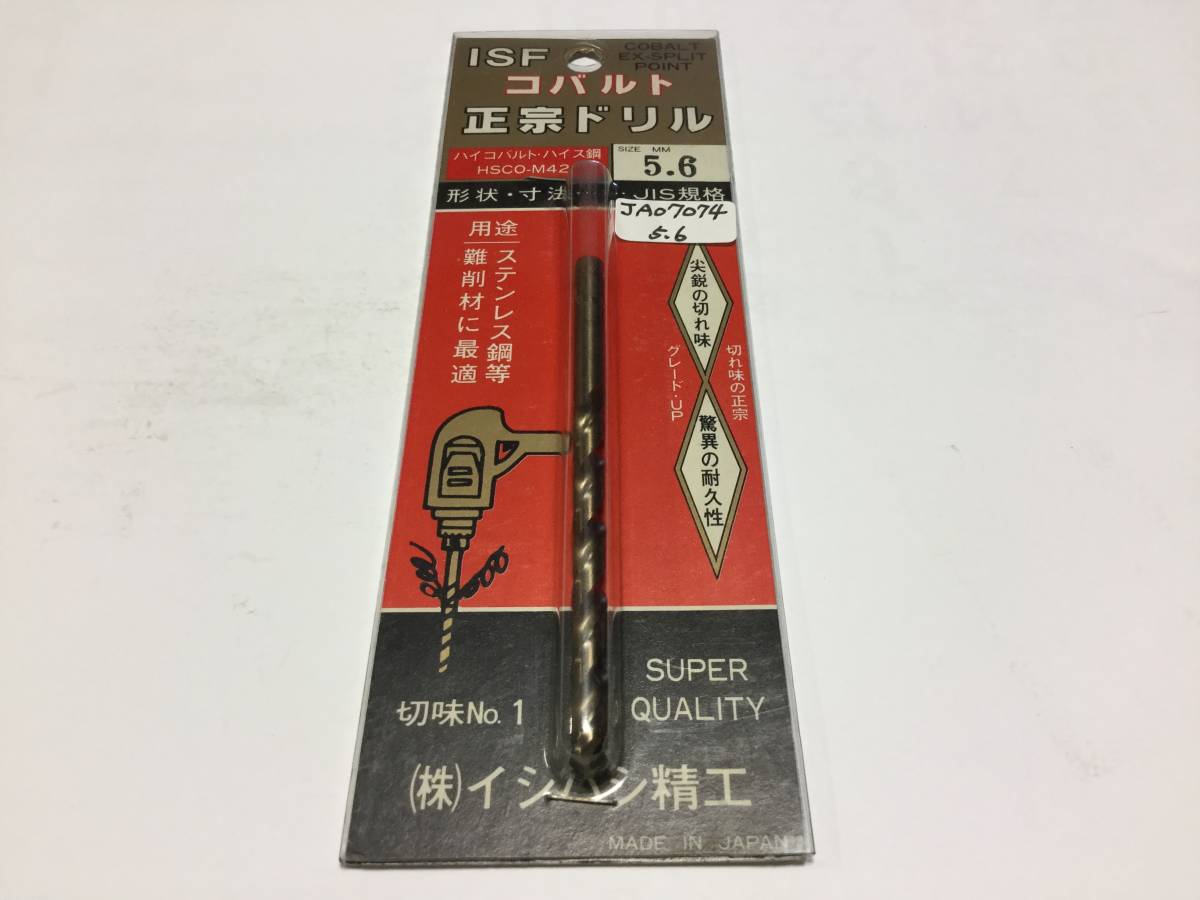 ISF
COBALT
EX-SPLIT
POINT
コバルト
正宗ドリル
ハイコバルト・ハイス鋼
HSCO-M42
SIZE MM
5.6
形状・寸法……JIS規格
JA07074
5.6
用途
ステンレス鋼等
難削材に最適
尖鋭の切れ味
切れ味の正宗
グレード・UP
驚異の耐久性
切味No.1
SUPER
QUALITY
(株)イシハシ精工
MADE IN JAPAN